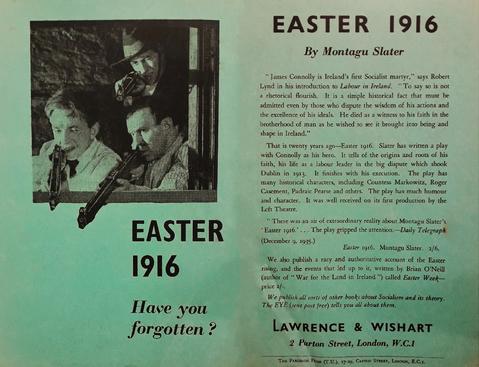 EASTER
1916
Have you
forgotten ?
EASTER 1916
By Montagu Slater
" James Connolly is Ireland's first Socialist martyr," says Robert
Lynd in his introduction to Labour in Ireland. " To say so is not
a rhetorical flourish. It is a simple historical fact that must be
admitted even by those who dispute the wisdom of his actions and
the excellence of his ideals. He died as a witness to his faith in the
brotherhood of man as he wished to see it brought into being and
shape in Ireland."
That is twenty years ago—Easter 1916. Slater has written a play
with Connolly as his hero. It tells of the origins and roots of his
faith, his life as a labour leader in the big dispute which shook
Dublin in 1913. It finishes with his execution. The play has
many historical characters, including Countess Markowitz, Roger
Casement, Padraic Pearse and others. The play has much humour
and character. It was well received on its first production by the
Left Theatre.
" There was an air of extraordinary reality about Montagu Slater's
' Easter 1916.' . . . The play gripped the attention.—Daily Telegraph
(December 9, 1935.)
Easter 1916. Montagu Slater. 2/6.
We also publish a racy and authoritative account of the Easter
rising, and the events that led up to it, written by Brian O'Neill
(author of " War for the Land in Ireland ") called Easter Week—
price 2/-.
We publish all sorts of other books about Socialism and its theory.
The EYE (sent post free) tells you all about them.
LAWRENCE & WISHART
2 Parton Street, London, W.C.1
THE FARLEIGH PRESS (T.U.), 17-29, CAYTON STREET, LONDON, E.C.1.